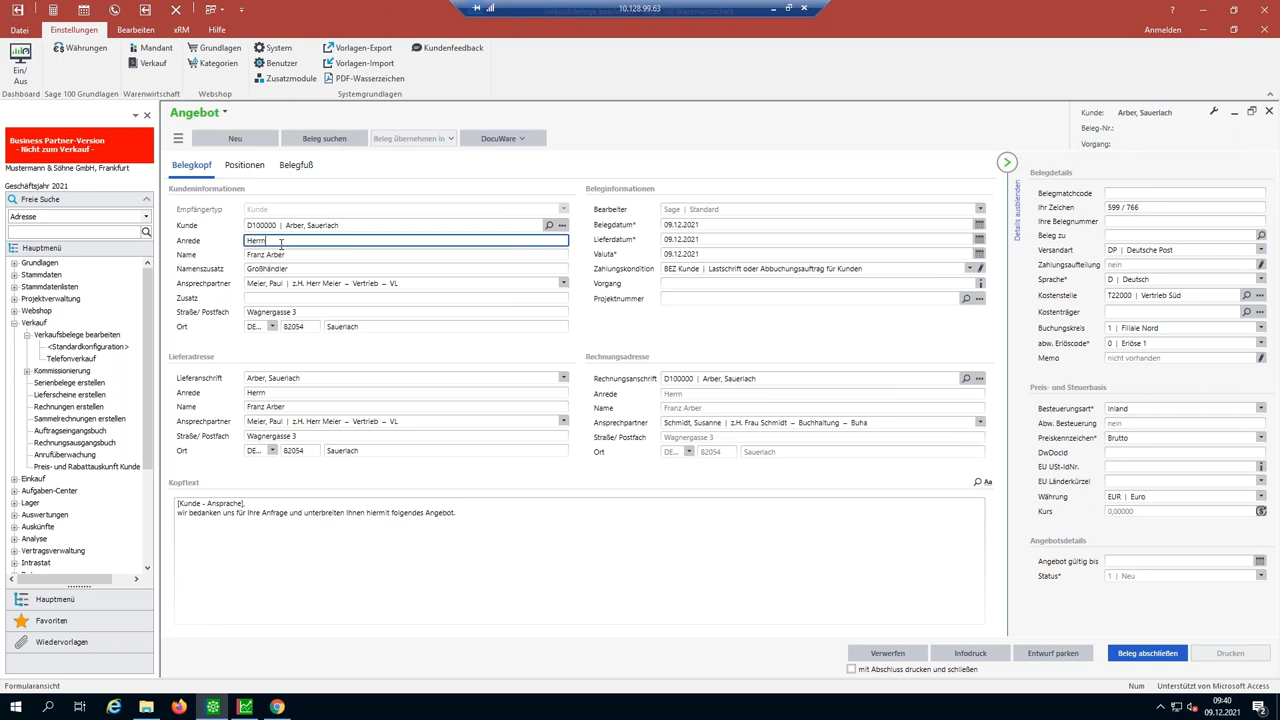 10.128.99.63
Datei
Einstellungen
Bearbeiten
xRM
Hilfe
Anmelden
Ein/
Aus
Währungen
Mandant
Verkauf
Grundlagen
Kategorien
System
Benutzer
Zusatzmodule
Vorlagen-Export
Vorlagen-Import
PDF-Wasserzeichen
Kundenfeedback
Dashboard
Sage 100 Grundlagen
Warenwirtschaft
Webshop
Systemgrundlagen
Business Partner-Version
- Nicht zum Verkauf -
Mustermann & Söhne GmbH, Frankfurt
Geschäftsjahr 2021
Freie Suche
Adresse
Hauptmenü
Grundlagen
Stammdaten
Stammdatenlisten
Projektverwaltung
Webshop
Verkauf
Verkaufsbelege bearbeiten
<Standardkonfiguration>
Telefonverkauf
Kommissionierung
Serienbelege erstellen
Lieferscheine erstellen
Rechnungen erstellen
Sammelrechnungen erstellen
Auftragseingangsbuch
Rechnungsausgangsbuch
Anrufüberwachung
Preis- und Rabattauskunft Kunde
Einkauf
Aufgaben-Center
Lager
Auswertungen
Auskünfte
Analyse
Vertragsverwaltung
Intrastat
Hauptmenü
Favoriten
Wiedervorlagen
Angebot
Neu
Beleg suchen
Beleg übernehmen in
DocuWare
Kunde: Arber, Sauerlach
Beleg-Nr.:
Vorgang:
Belegkopf
Positionen
Belegfuß
Kundeninformationen
Empfängertyp Kunde
Kunde D100000 | Arber, Sauerlach
Anrede Herrn
Name Franz Arber
Namenszusatz Großhändler
Ansprechpartner Meier, Paul | z.H. Herr Meier – Vertrieb – VL
Zusatz
Straße/ Postfach Wagnergasse 3
Ort DE... 82054 Sauerlach
Beleginformationen
Bearbeiter Sage | Standard
Belegdatum* 09.12.2021
Lieferdatum* 09.12.2021
Valuta* 09.12.2021
Zahlungskondition BEZ Kunde | Lastschrift oder Abbuchungsauftrag für Kunden
Vorgang
Projektnummer
Lieferadresse
Lieferanschrift Arber, Sauerlach
Anrede Herrn
Name Franz Arber
Ansprechpartner Meier, Paul | z.H. Herr Meier – Vertrieb – VL
Straße/ Postfach Wagnergasse 3
Ort DE... 82054 Sauerlach
Rechnungsadresse
Rechnungsanschrift D100000 | Arber, Sauerlach
Anrede Herrn
Name Franz Arber
Ansprechpartner Schmidt, Susanne | z.H. Frau Schmidt – Buchhaltung – Buha
Straße/ Postfach Wagnergasse 3
Ort DE... 82054 Sauerlach
Kopftext
Aa
[Kunde - Ansprache],
wir bedanken uns für Ihre Anfrage und unterbreiten Ihnen hiermit folgendes Angebot.
Details ausblenden
Belegdetails
Belegmatchcode
Ihr Zeichen 599 / 766
Ihre Belegnummer
Beleg zu
Versandart DP | Deutsche Post
Zahlungsaufteilung nein
Sprache* D | Deutsch
Kostenstelle T22000 | Vertrieb Süd
Kostenträger
Buchungskreis 1 | Filiale Nord
abw. Erlöscode* 0 | Erlöse 1
Memo nicht vorhanden
Preis- und Steuerbasis
Besteuerungsart* Inland
Abw. Besteuerung nein
Preiskennzeichen* Brutto
DwDocId
EU USt-IdNr.
EU Länderkürzel
Währung EUR | Euro
Kurs 0,00000
Angebotsdetails
Angebot gültig bis
Status* 1 | Neu
Verwerfen
Infodruck
Entwurf parken
Beleg abschließen
Drucken
mit Abschluss drucken und schließen
Formularansicht
Num
Unterstützt von Microsoft Access
09:40
09.12.2021
2